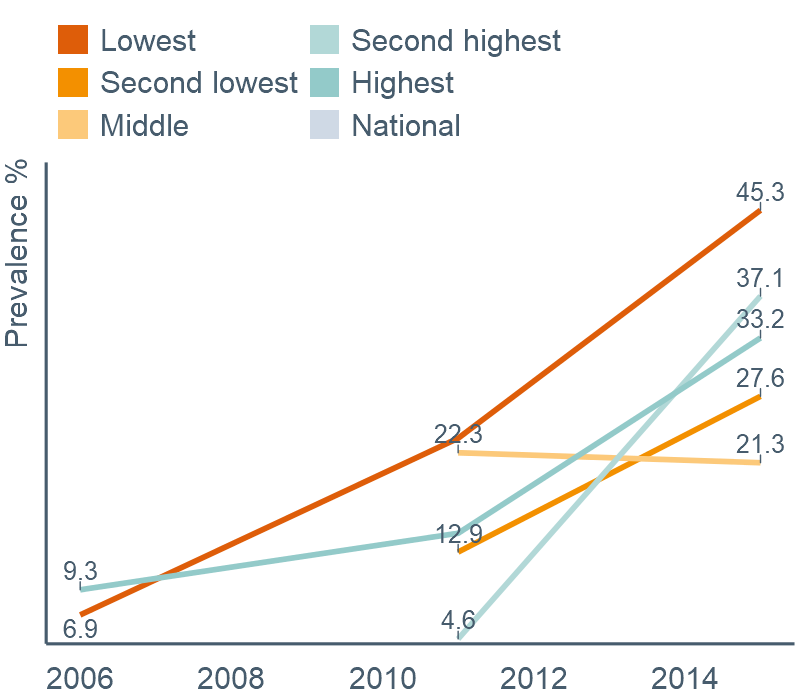 Lowest
Second lowest
Middle
Second highest
Highest
National
Prevalence %
45.3
37.1
33.2
27.6
21.3
22.3
12.9
4.6
9.3
6.9
2006 2008 2010 2012 2014